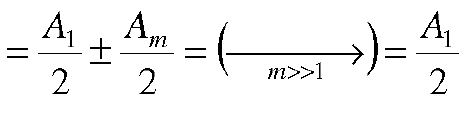 = A₁/2 ± Aₘ/2 = (⟶ m>>1) = A₁/2